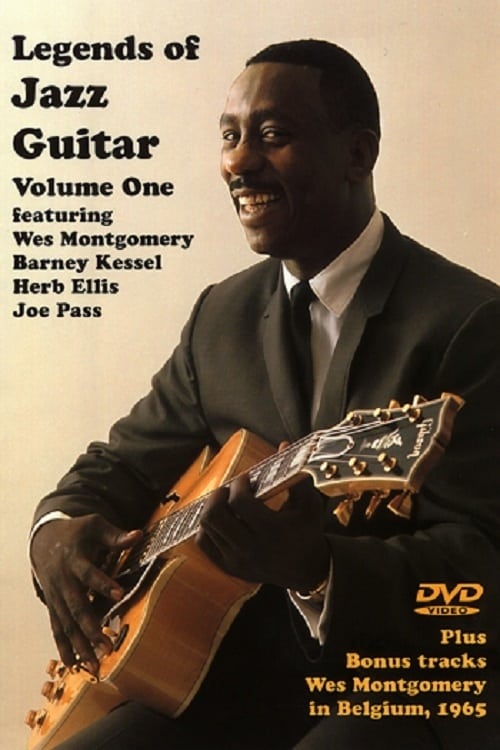 Legends of
Jazz
Guitar
Volume One
featuring
Wes Montgomery
Barney Kessel
Herb Ellis
Joe Pass
Gibson
DVD
VIDEO
Plus
Bonus tracks
Wes Montgomery
in Belgium, 1965